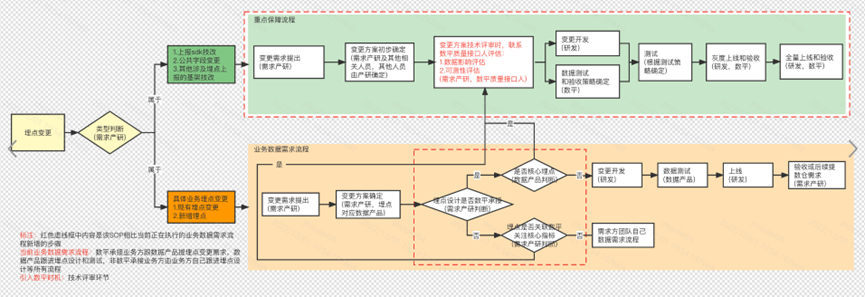 重点保障流程
1.上报sdk技改
2.公共字段变更
3.其他涉及埋点上
报的基架技改
变更需求提出
(需求产研)
变更方案初步确定
(需求产研及其他相
关人员,其他人员
由产研确定)
变更方案技术评审时,联系
数平质量接口人评估:
1.数据影响评估
2.可测性评估
(需求产研,数平质量接口人)
变更开发
(研发)
数据测试
和验收策略确定
(数平)
测试
(根据测试策
略确定)
灰度上线和验收
(研发,数平)
全量上线和验收
(研发,数平)
属于
埋点变更
类型判断
(需求产研)
属于
是
业务数据需求流程
是
具体业务埋点变更
1.现有埋点变更
2.新增埋点
变更需求提出
(需求产研)
变更方案确定
(需求产研,埋点
对应数据产品)
埋点设计是否数平承接
(需求产研判断)
是
否
是否核心埋点
(数据产品判断)
否
变更开发
(研发)
数据测试
(数据产品)
上线
(研发)
验收或后续提
数仓需求
(需求产研)
埋点是否关联数平
关注核心指标
(需求产研判断)
否
需求方团队自己
数据需求流程
标注:红色虚线框中内容是该SOP相比当前正在执行的业务数据需求流
程新增的步骤
当前业务数据需求流程:数平承接业务方跟数据产品提埋点变更需求,数
据产品跟进埋点设计和测试,非数平承接业务方由业务方自己跟进埋点设
计等所有流程
引入数平时机:技术评审环节